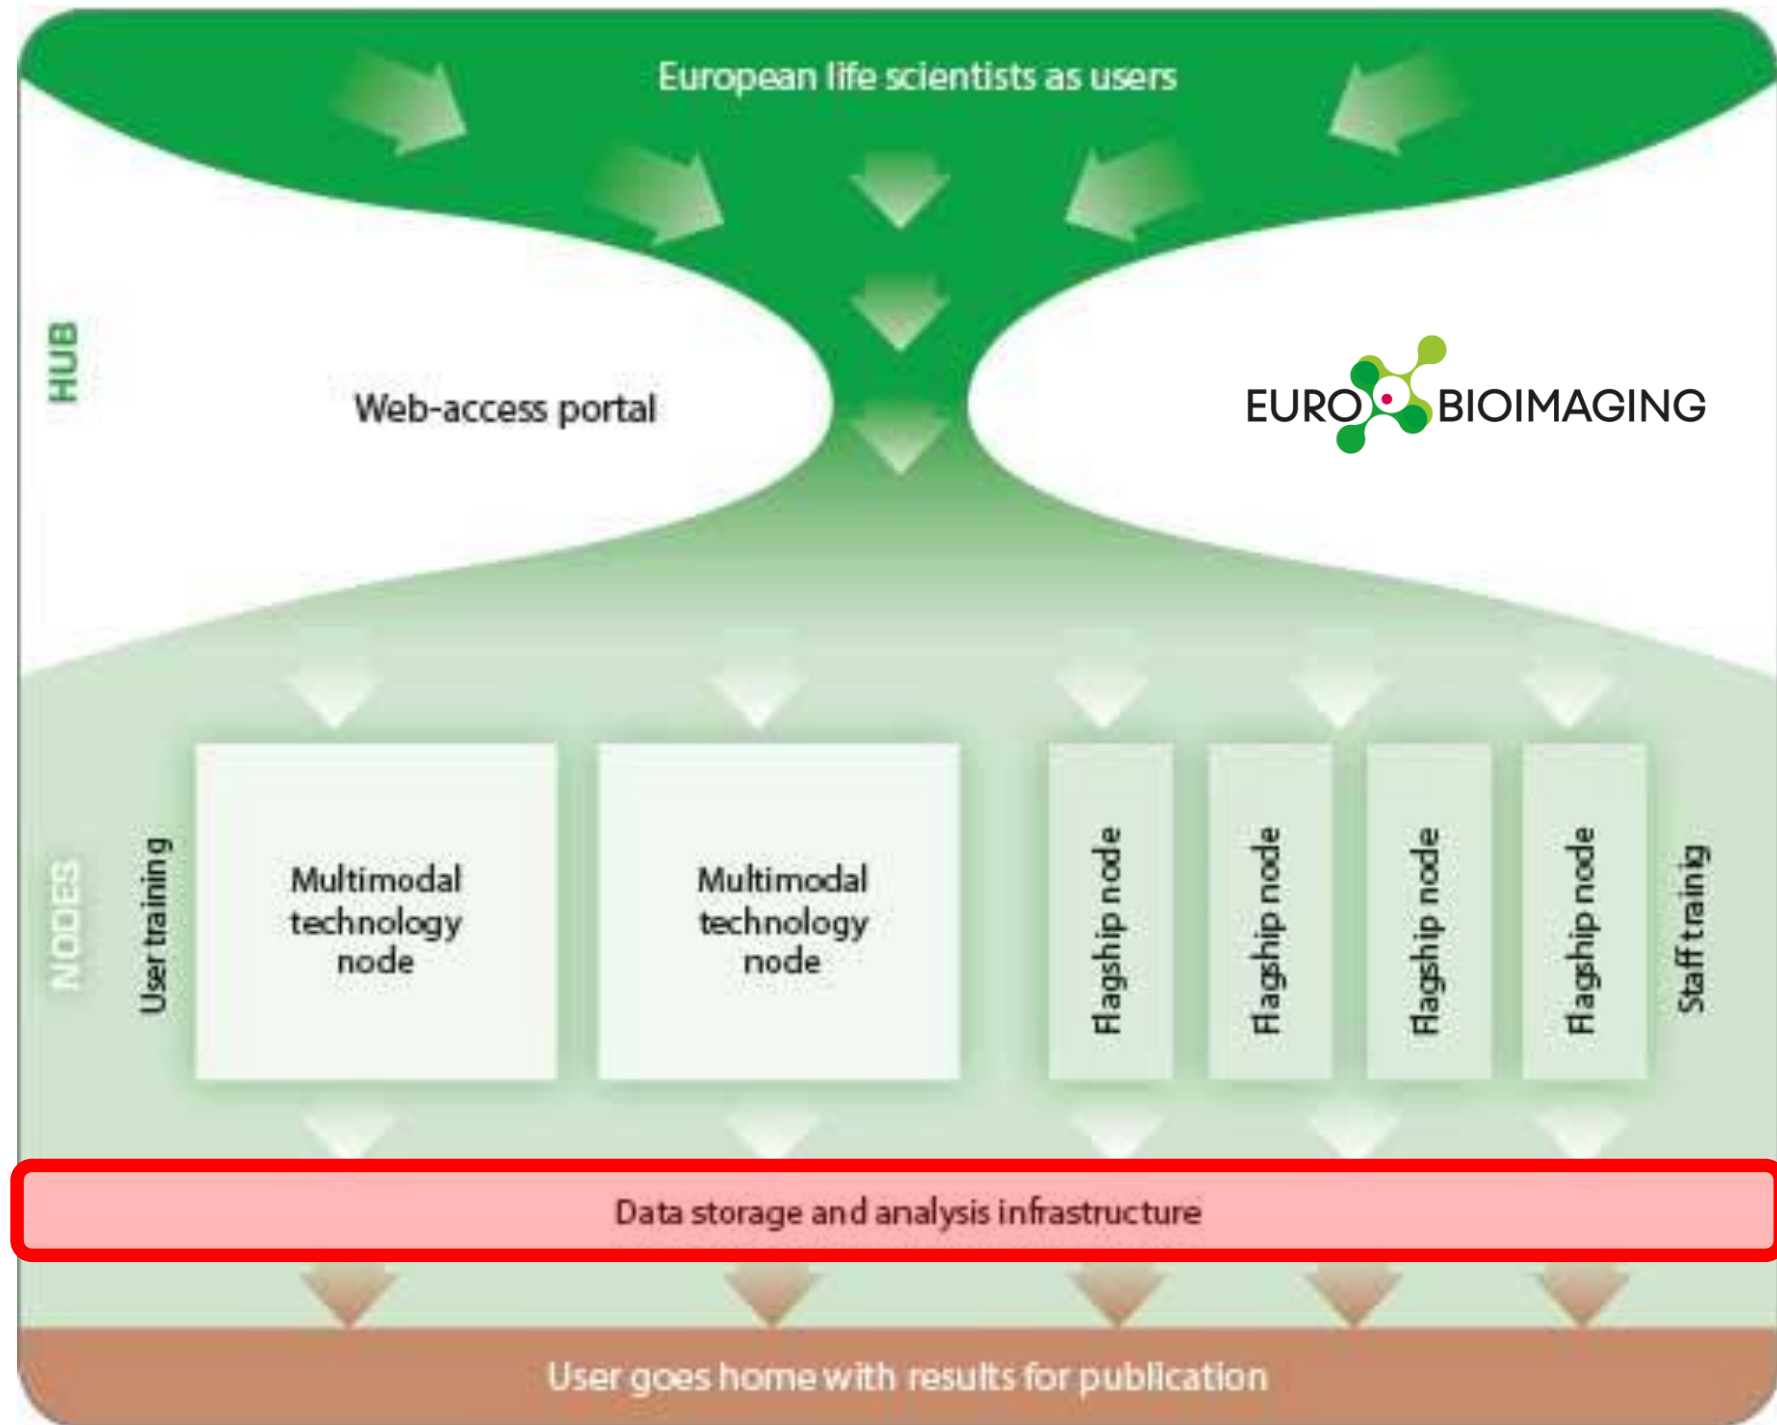 European life scientists as users
HUB
Web-access portal
EURO BIOIMAGING
NODES
User training
Multimodal
technology
node
Multimodal
technology
node
Flagship node
Flagship node
Flagship node
Flagship node
Staff training
Data storage and analysis infrastructure
User goes home with results for publication